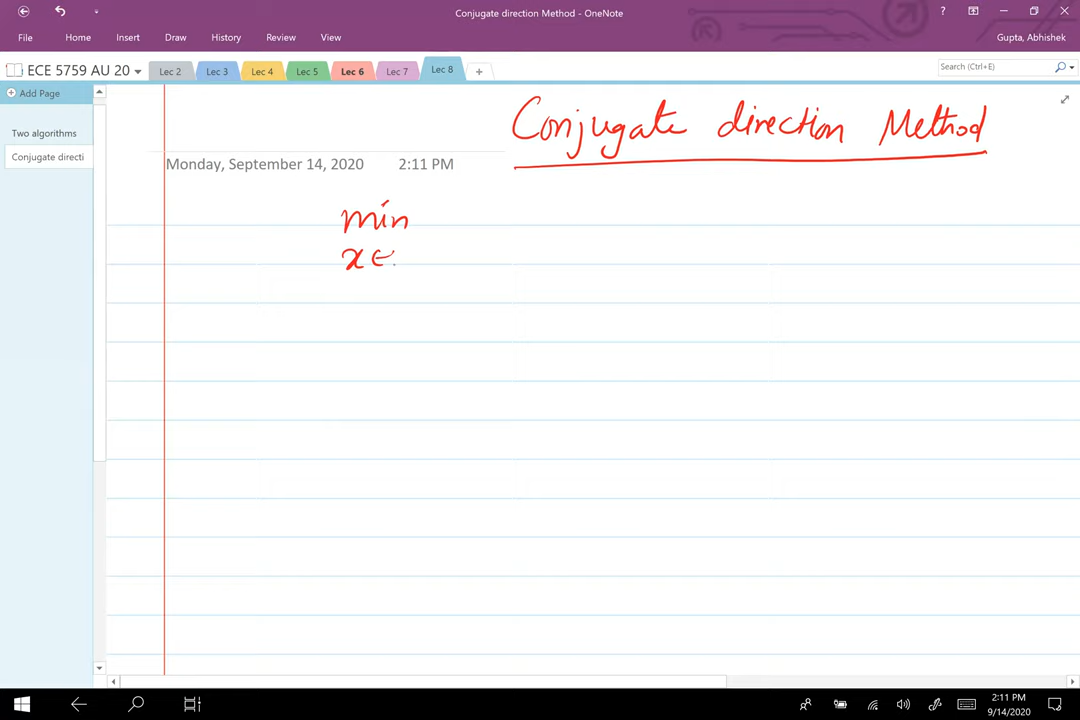 Conjugate direction Method - OneNote
?
File Home Insert Draw History Review View
Gupta, Abhishek
ECE 5759 AU 20
Lec 2 Lec 3 Lec 4 Lec 5 Lec 6 Lec 7 Lec 8 +
Search (Ctrl+E)
Add Page
Two algorithms
Conjugate directi
Conjugate direction Method
Monday, September 14, 2020 2:11 PM
min
x ∈
2:11 PM
9/14/2020